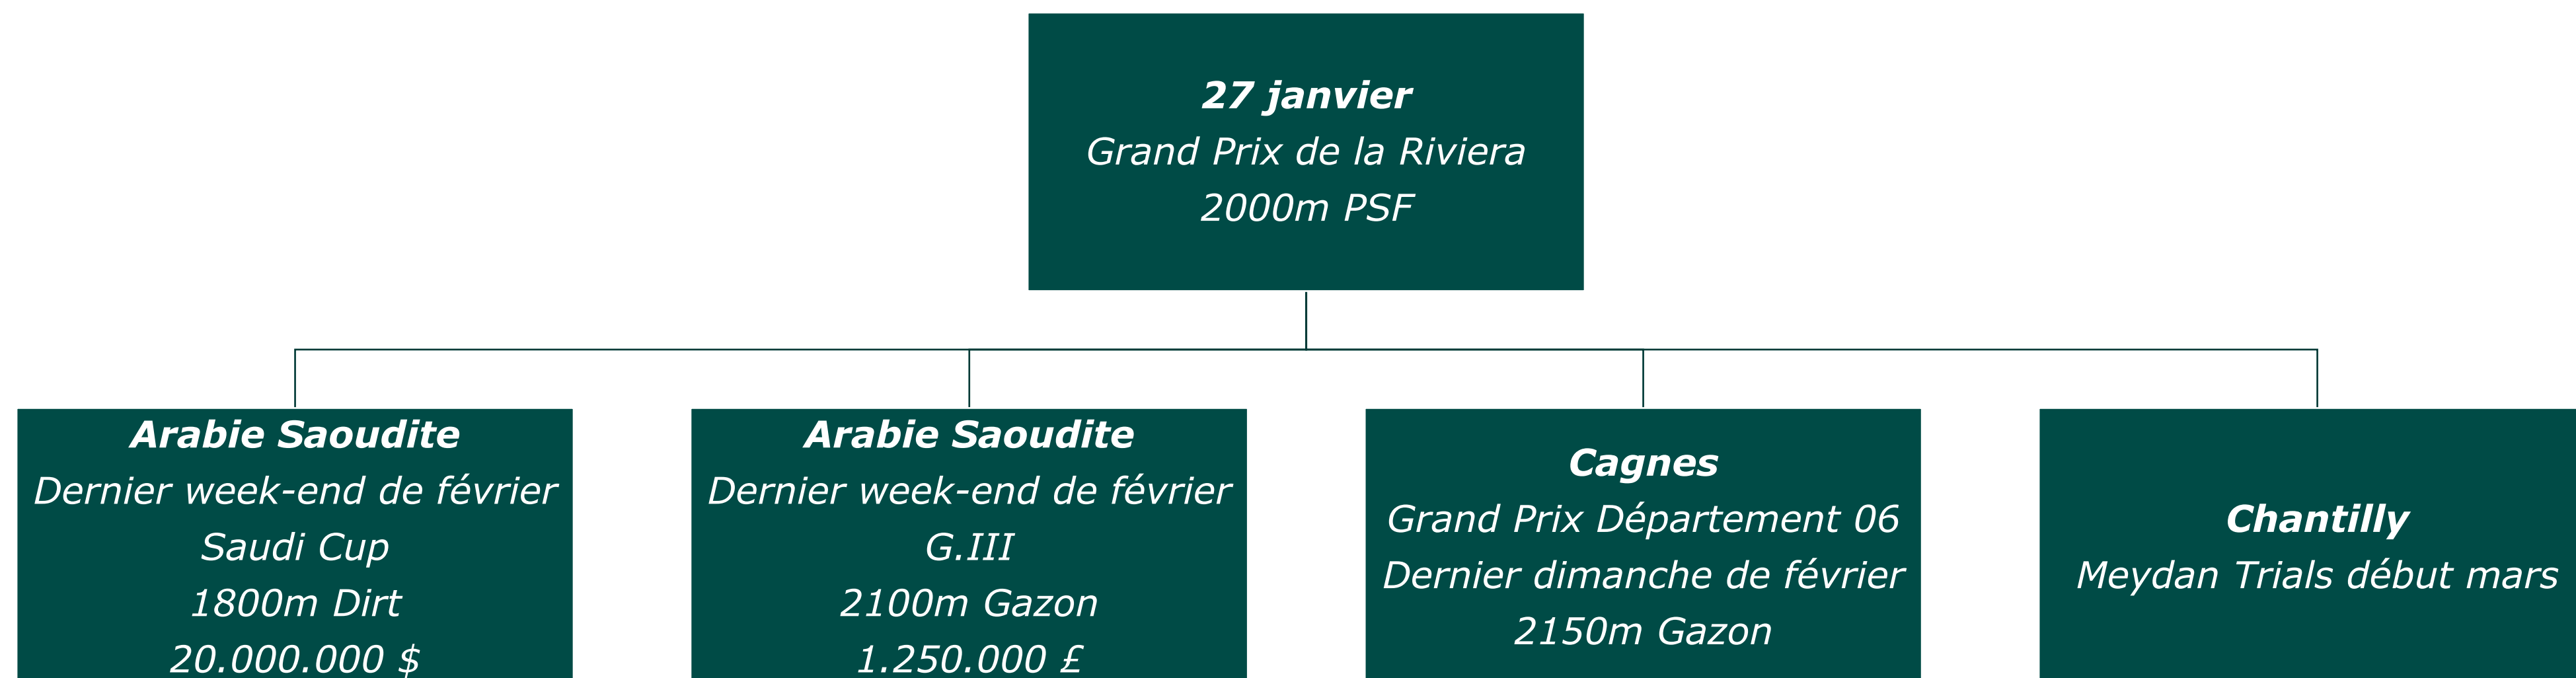 27 janvier
Grand Prix de la Riviera
2000m PSF
Arabie Saoudite
Dernier week-end de février
Saudi Cup
1800m Dirt
20.000.000 $
Arabie Saoudite
Dernier week-end de février
G.III
2100m Gazon
1.250.000 £
Cagnes
Grand Prix Département 06
Dernier dimanche de février
2150m Gazon
Chantilly
Meydan Trials début mars